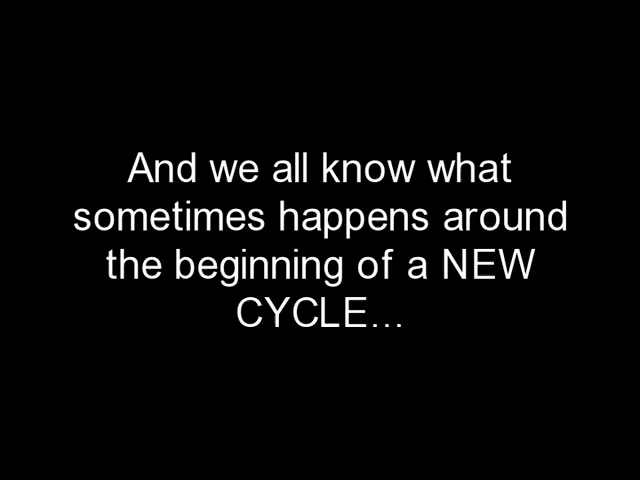 And we all know what
sometimes happens around
the beginning of a NEW
CYCLE...